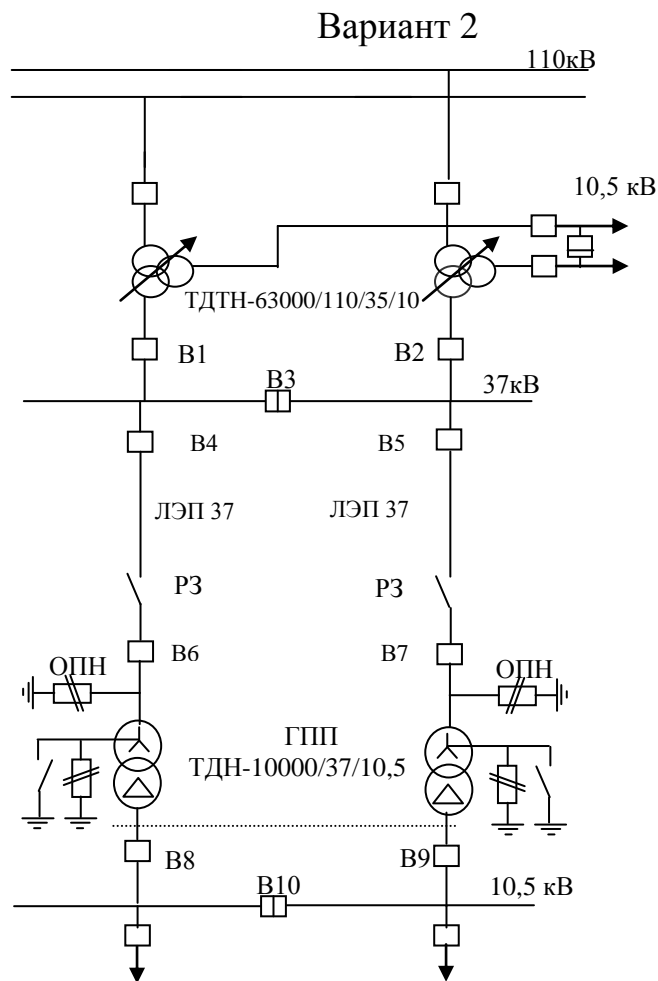 Вариант 2
110кВ
10,5 кВ
ТДТН-63000/110/35/10
В1
В2
В3
37кВ
В4
В5
ЛЭП 37
ЛЭП 37
РЗ
РЗ
В6
В7
ОПН
ОПН
ГПП
ТДН-10000/37/10,5
В8
В9
В10
10,5 кВ